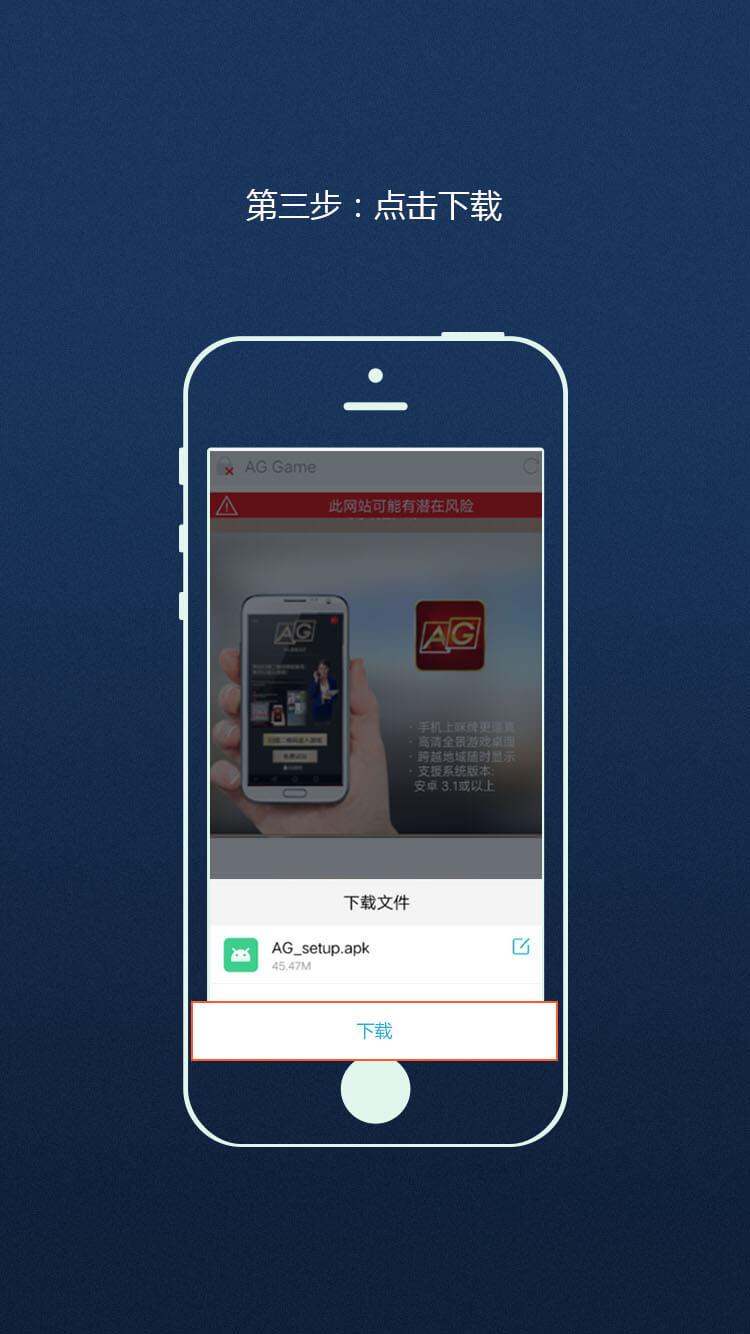 第三步：点击下载
AG Game
此网站可能有潜在风险
AG
AG
· 手机上咪牌更逼真
· 高清全景游戏桌面
· 跨越地域随时显示
· 支援系统版本:
安卓 3.1或以上
下载文件
AG_setup.apk
45.47M
下载